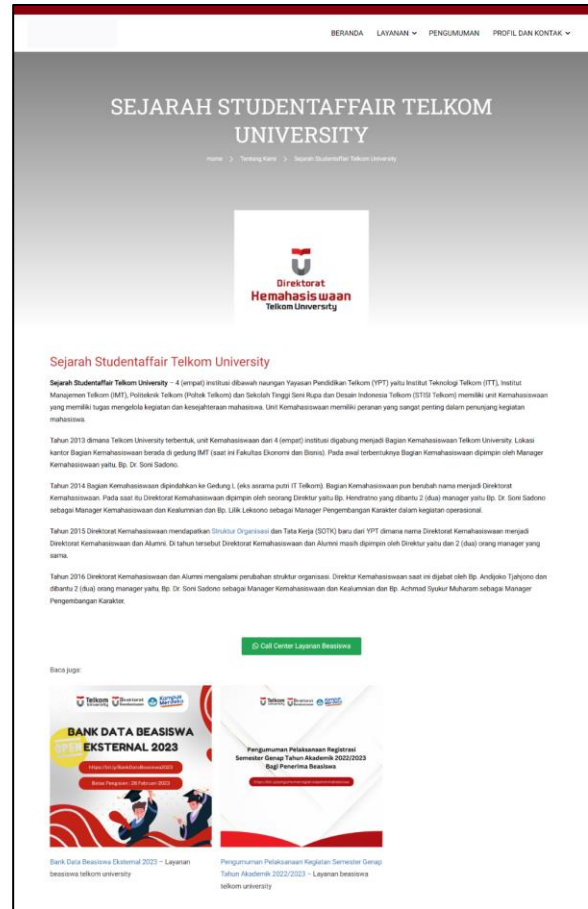 BERANDA LAYANAN PENGUMUMAN PROFIL DAN KONTAK
SEJARAH STUDENTAFFAIR TELKOM
UNIVERSITY
Home > Tentang Kami > Sejarah Studentaffair Telkom University
Direktorat
Kemahasiswaan
Telkom University
Sejarah Studentaffair Telkom University
Sejarah Studentaffair Telkom University – 4 (empat) institusi dibawah naungan Yayasan Pendidikan Telkom (YPT) yaitu Institut Teknologi Telkom (ITT), Institut
Manajemen Telkom (IMT), Politeknik Telkom (Poltek Telkom) dan Sekolah Tinggi Seni Rupa dan Desain Indonesia Telkom (STISI Telkom) memiliki unit Kemahasiswaan
yang memiliki tugas mengelola kegiatan dan kesejahteraan mahasiswa. Unit Kemahasiswaan memiliki peranan yang sangat penting dalam penunjang kegiatan
mahasiswa.
Tahun 2013 dimana Telkom University terbentuk, unit Kemahasiswaan dari 4 (empat) institusi digabung menjadi Bagian Kemahasiswaan Telkom University. Lokasi
kantor Bagian Kemahasiswaan berada di gedung IMT (saat ini Fakultas Ekonomi dan Bisnis). Pada awal terbentuknya Bagian Kemahasiswaan dipimpin oleh Manager
Kemahasiswaan yaitu, Bp. Dr. Soni Sadono.
Tahun 2014 Bagian Kemahasiswaan dipindahkan ke Gedung L (eks asrama putri IT Telkom). Bagian Kemahasiswaan pun berubah nama menjadi Direktorat
Kemahasiswaan. Pada saat itu Direktorat Kemahasiswaan dipimpin oleh seorang Direktur yaitu Bp. Hendratno yang dibantu 2 (dua) manager yaitu Bp. Dr. Soni Sadono
sebagai Manager Kemahasiswaan dan Kealumnian dan Bp. Lilik Leksono sebagai Manager Pengembangan Karakter dalam kegiatan operasional.
Tahun 2015 Direktorat Kemahasiswaan mendapatkan Struktur Organisasi dan Tata Kerja (SOTK) baru dari YPT dimana nama Direktorat Kemahasiswaan menjadi
Direktorat Kemahasiswaan dan Alumni. Di tahun tersebut Direktorat Kemahasiswaan dan Alumni masih dipimpin oleh Direktur yaitu dan 2 (dua) orang manager yang
sama.
Tahun 2016 Direktorat Kemahasiswaan dan Alumni mengalami perubahan struktur organisasi. Direktur Kemahasiswaan saat ini dijabat oleh Bp. Andijoko Tjahjono dan
dibantu 2 (dua) orang manager yaitu, Bp. Dr. Soni Sadono sebagai Manager Kemahasiswaan dan Kealumnian dan Bp. Achmad Syukur Muharam sebagai Manager
Pengembangan Karakter.
Call Center Layanan Beasiswa
Baca juga:
Telkom University Direktorat Kemahasiswaan Kampus Merdeka
BANK DATA BEASISWA
OPEN EKSTERNAL 2023
Batas Pengisian : 28 Februari 2023
Pengumuman Pelaksanaan Registrasi
Semester Genap Tahun Akademik 2022/2023
Bagi Penerima Beasiswa
Bank Data Beasiswa Eksternal 2023 – Layanan
beasiswa telkom university
Pengumuman Pelaksanaan Kegiatan Semester Genap
Tahun Akademik 2022/2023 – Layanan beasiswa
telkom university